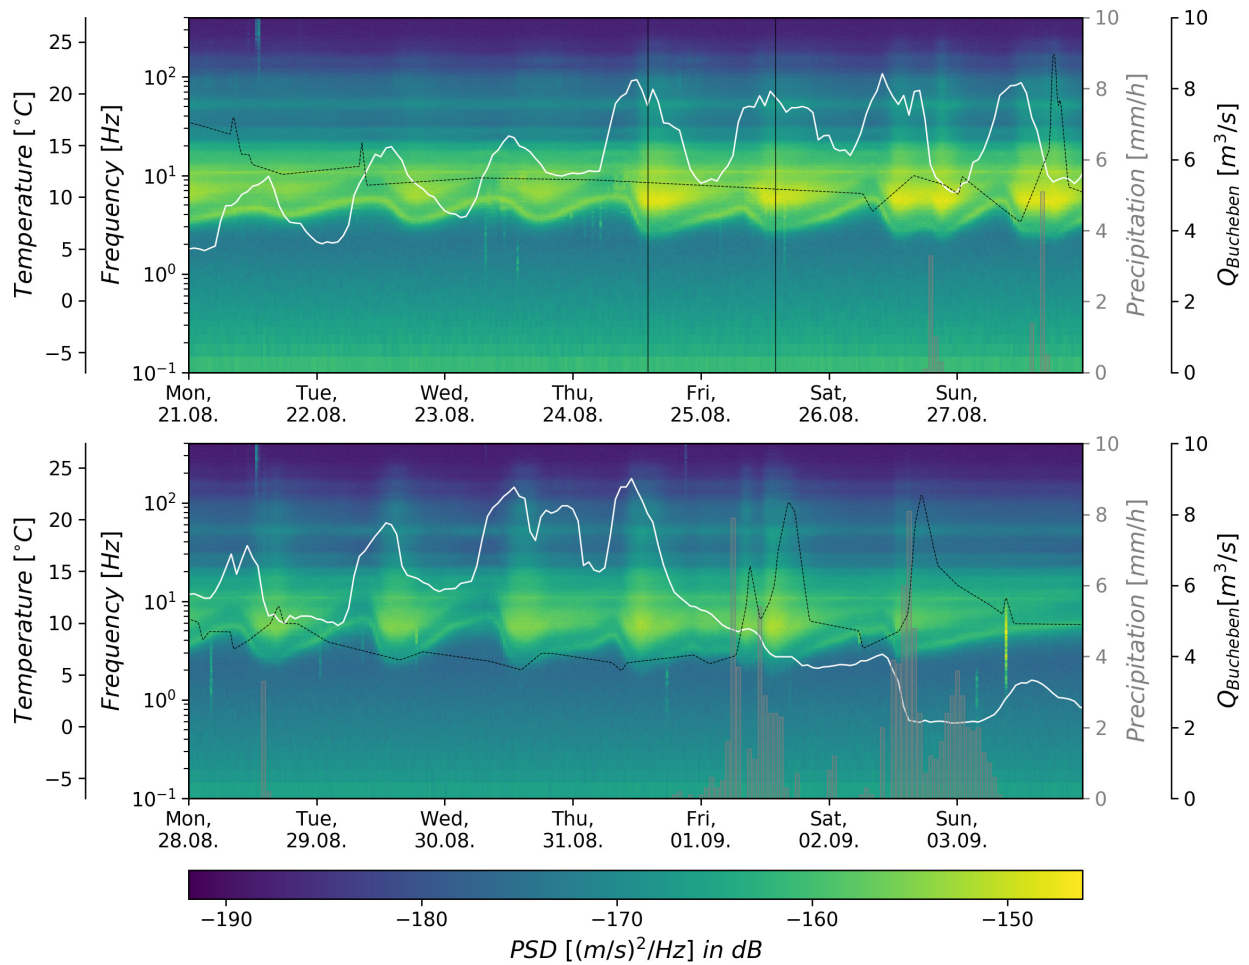 25
20
15
10
5
0
−5
Temperature [°C]
10²
10¹
10⁰
10⁻¹
Frequency [Hz]
10
8
6
4
2
0
Precipitation [mm/h]
10
8
6
4
2
0
Q_Bucheben [m³/s]
Mon, 21.08.
Tue, 22.08.
Wed, 23.08.
Thu, 24.08.
Fri, 25.08.
Sat, 26.08.
Sun, 27.08.
25
20
15
10
5
0
−5
Temperature [°C]
10²
10¹
10⁰
10⁻¹
Frequency [Hz]
10
8
6
4
2
0
Precipitation [mm/h]
10
8
6
4
2
0
Q_Bucheben[m³/s]
Mon, 28.08.
Tue, 29.08.
Wed, 30.08.
Thu, 31.08.
Fri, 01.09.
Sat, 02.09.
Sun, 03.09.
−190
−180
−170
−160
−150
PSD [(m/s)²/Hz] in dB